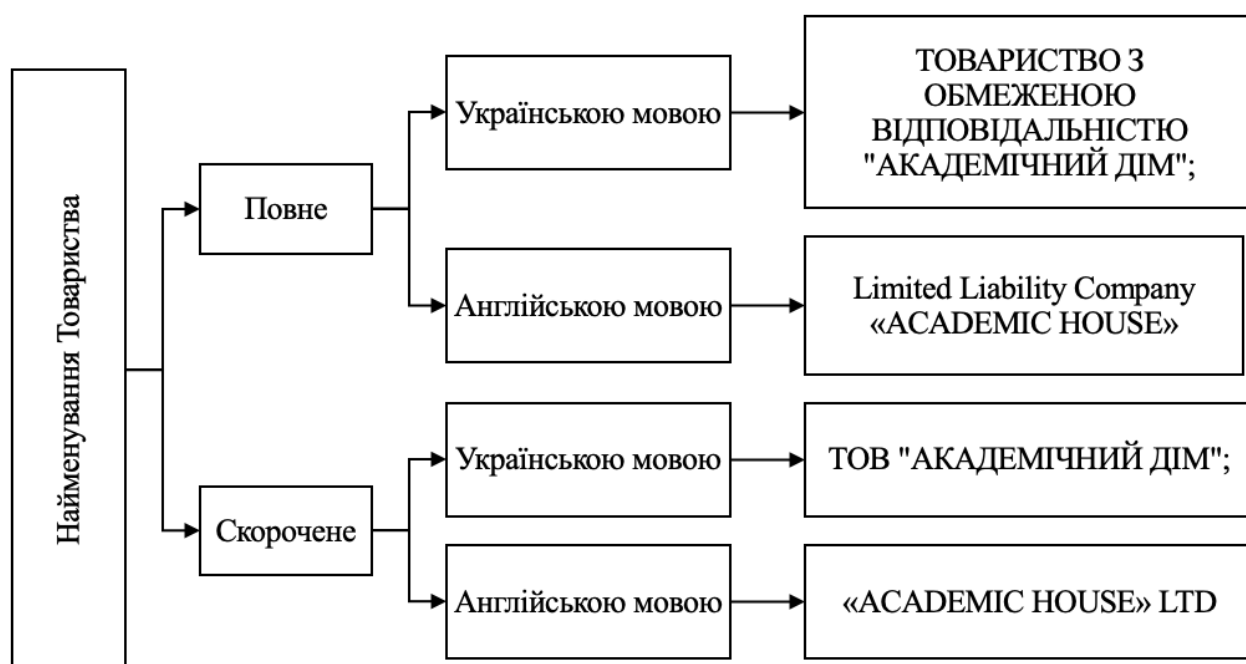 Найменування Товариства
Повне
Українською мовою
ТОВАРИСТВО З
ОБМЕЖЕНОЮ
ВІДПОВІДАЛЬНІСТЮ
"АКАДЕМІЧНИЙ ДІМ";
Англійською мовою
Limited Liability Company
«ACADEMIC HOUSE»
Скорочене
Українською мовою
ТОВ "АКАДЕМІЧНИЙ ДІМ";
Англійською мовою
«ACADEMIC HOUSE» LTD